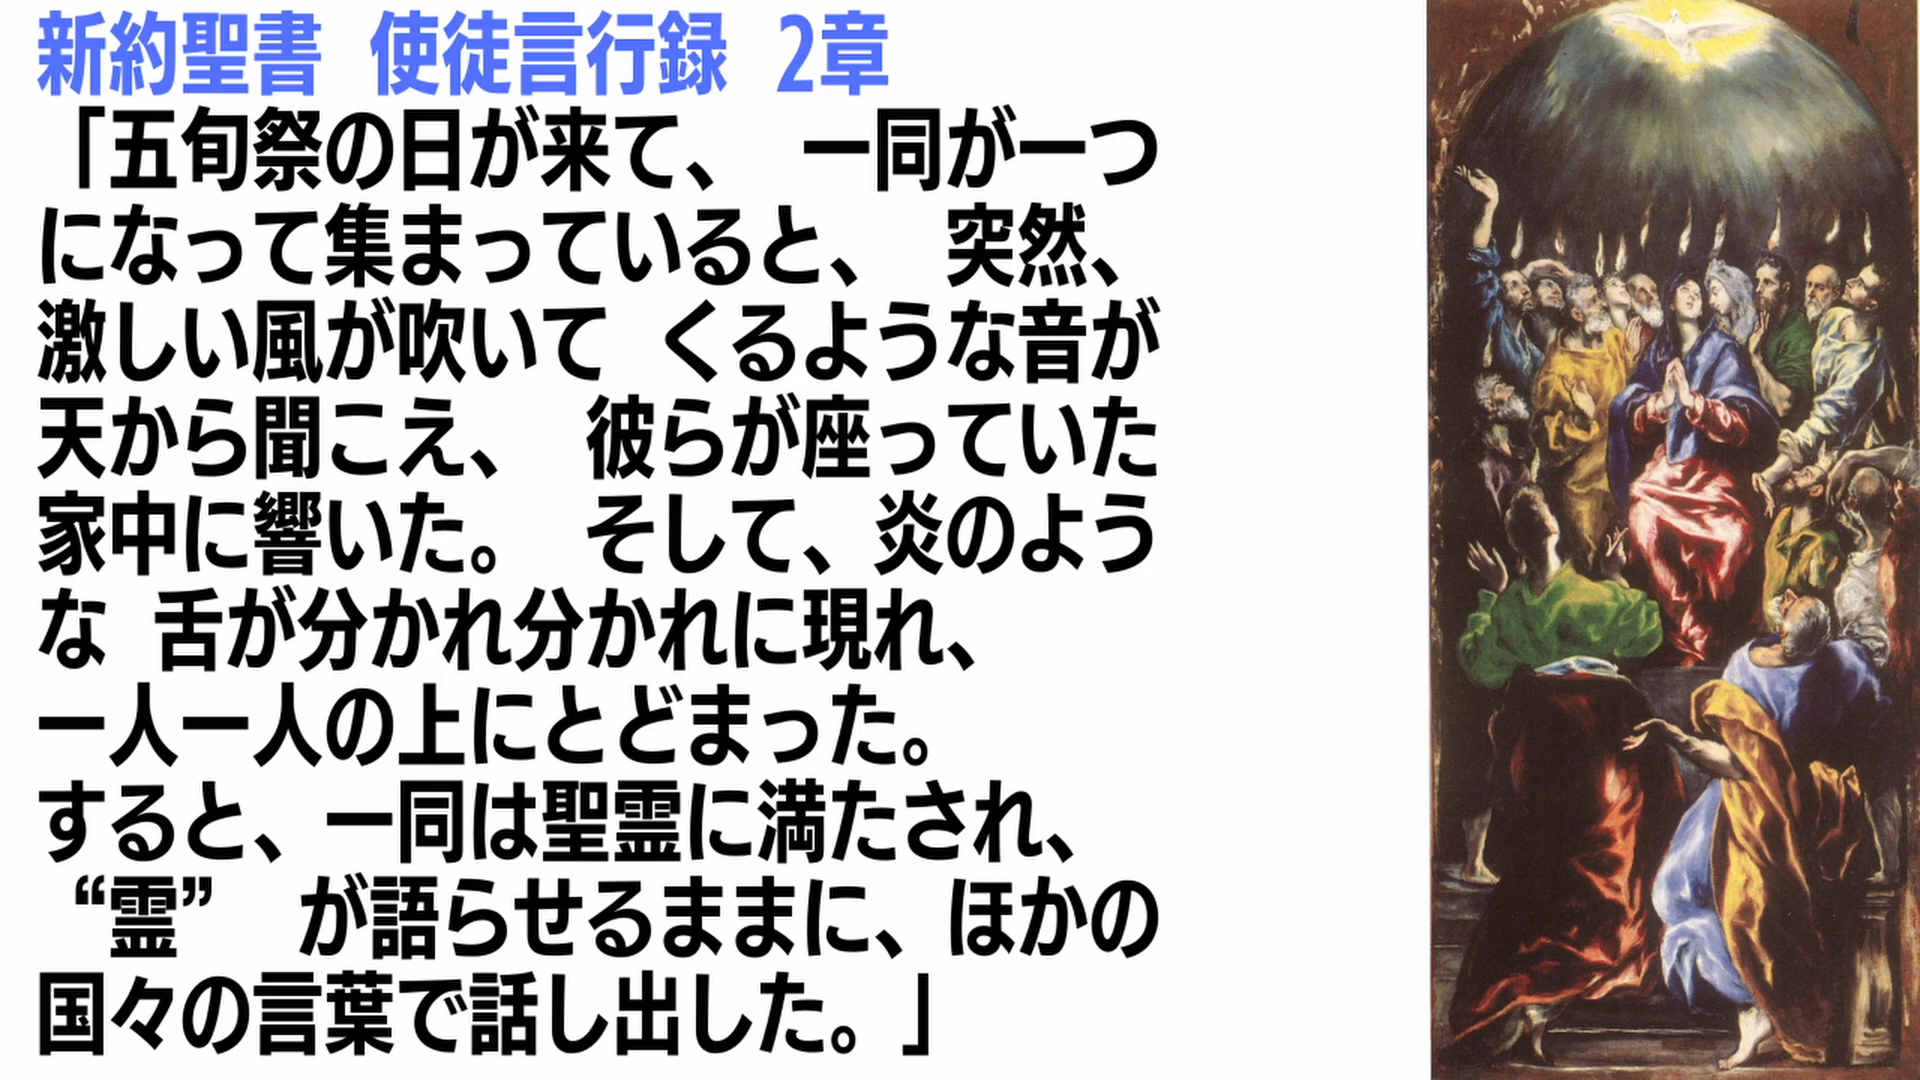 新約聖書 使徒言行録 2章
「五旬祭の日が来て、 一同が一つ
になって集まっていると、 突然、
激しい風が吹いて くるような音が
天から聞こえ、 彼らが座っていた
家中に響いた。 そして、炎のよう
な 舌が分かれ分かれに現れ、
一人一人の上にとどまった。
すると、一同は聖霊に満たされ、
“霊” が語らせるままに、ほかの
国々の言葉で話し出した。」